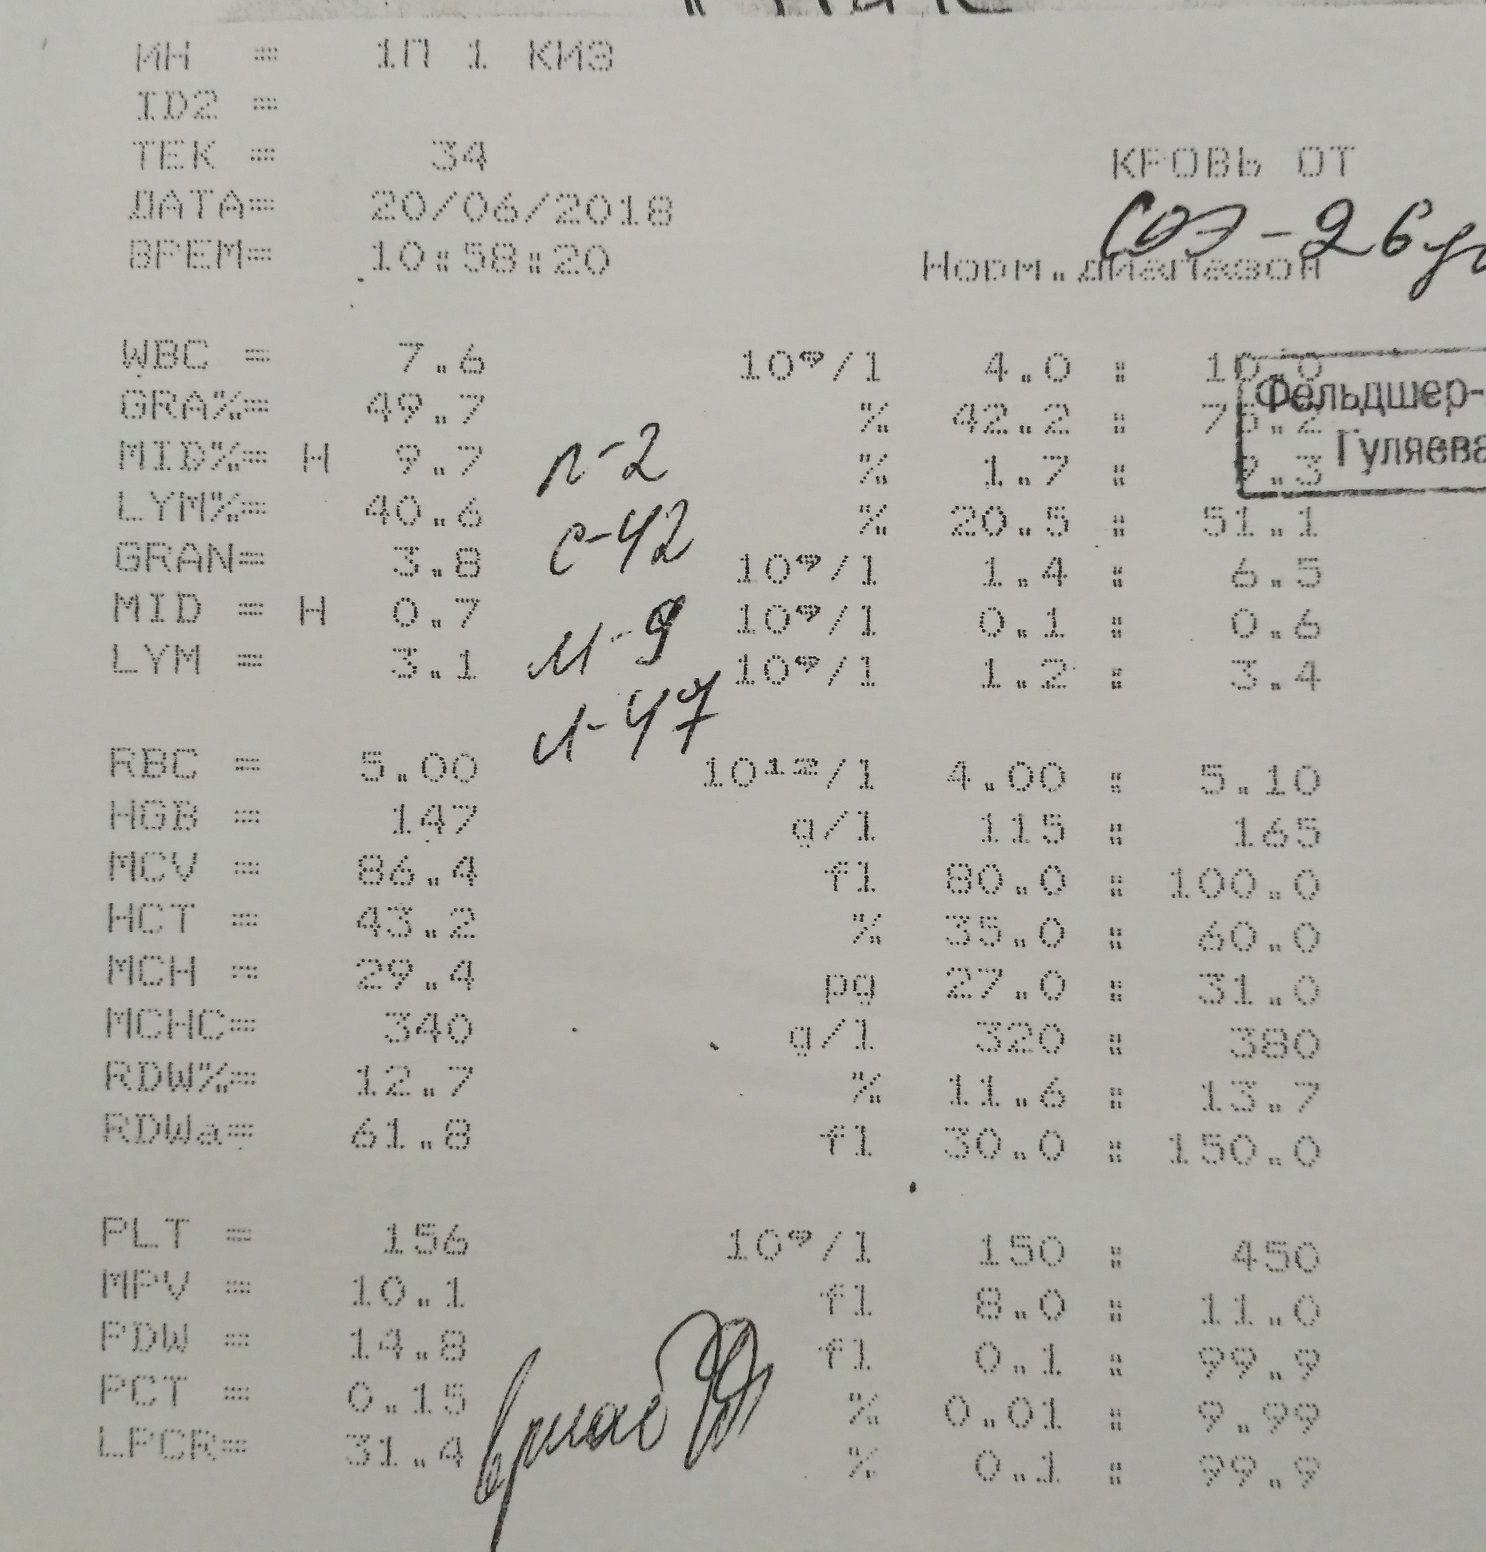 ИН = 1П 1 КИЭ
ID2 =
ТЕК = 34 КРОВЬ ОТ
ДАТА= 20/06/2018
СОЭ-26
ВРЕМ= 10:58:20 Норм.диапазон
WBC = 7.6 10⁹/l 4.0 : 10.0
Фельдшер-
GRA%= 49.7 % 42.2 : 75.2
Гуляева
MID%= H 9.7 % 1.7 : 9.3
п-2
LYM%= 40.6 % 20.5 : 51.1
с-42
GRAN= 3.8 10⁹/l 1.4 : 6.5
MID = H 0.7 10⁹/l 0.1 : 0.6
м-9
LYM = 3.1 10⁹/l 1.2 : 3.4
л-47
RBC = 5.00 10¹²/l 4.00 : 5.10
HGB = 147 g/l 115 : 165
MCV = 86.4 fl 80.0 : 100.0
HCT = 43.2 % 35.0 : 60.0
MCH = 29.4 pg 27.0 : 31.0
MCHC= 340 g/l 320 : 380
RDW%= 12.7 % 11.6 : 13.7
RDWa= 61.8 fl 30.0 : 150.0
PLT = 156 10⁹/l 150 : 450
MPV = 10.1 fl 8.0 : 11.0
PDW = 14.8 fl 0.1 : 99.9
PCT = 0.15 % 0.01 : 9.99
LPCR= 31.4 % 0.1 : 99.9